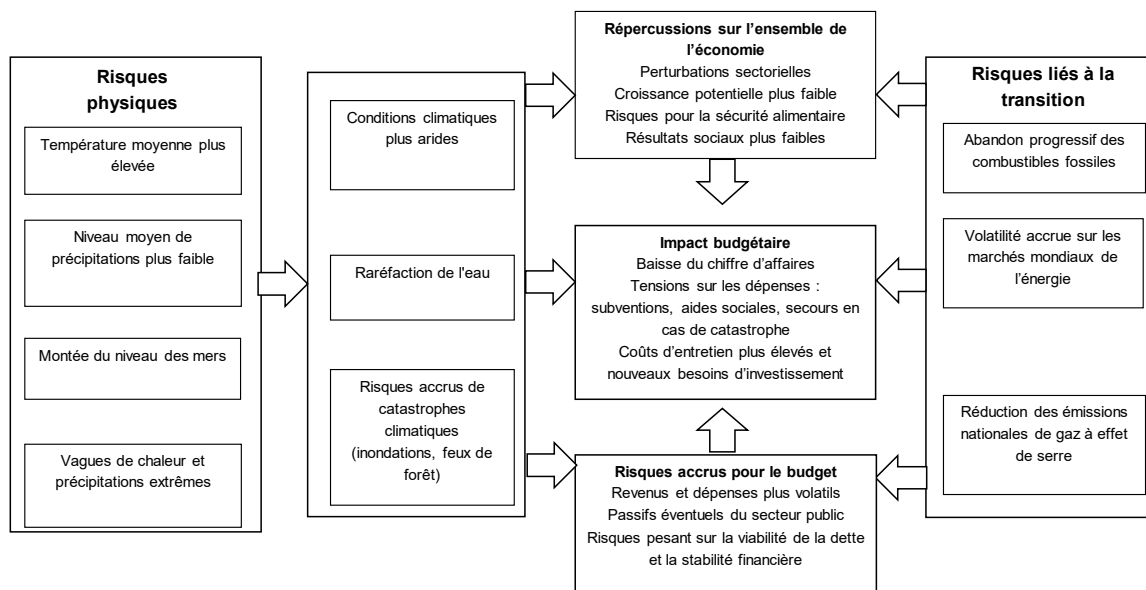 Risques
physiques
Température moyenne plus
élevée
Niveau moyen de
précipitations plus faible
Montée du niveau des mers
Vagues de chaleur et
précipitations extrêmes
Conditions climatiques
plus arides
Raréfaction de l'eau
Risques accrus de
catastrophes
climatiques
(inondations, feux de
forêt)
Répercussions sur l’ensemble de
l’économie
Perturbations sectorielles
Croissance potentielle plus faible
Risques pour la sécurité alimentaire
Résultats sociaux plus faibles
Impact budgétaire
Baisse du chiffre d’affaires
Tensions sur les dépenses :
subventions, aides sociales, secours en
cas de catastrophe
Coûts d’entretien plus élevés et
nouveaux besoins d’investissement
Risques accrus pour le budget
Revenus et dépenses plus volatils
Passifs éventuels du secteur public
Risques pesant sur la viabilité de la dette
et la stabilité financière
Risques liés à la
transition
Abandon progressif des
combustibles fossiles
Volatilité accrue sur les
marchés mondiaux de
l’énergie
Réduction des émissions
nationales de gaz à effet
de serre